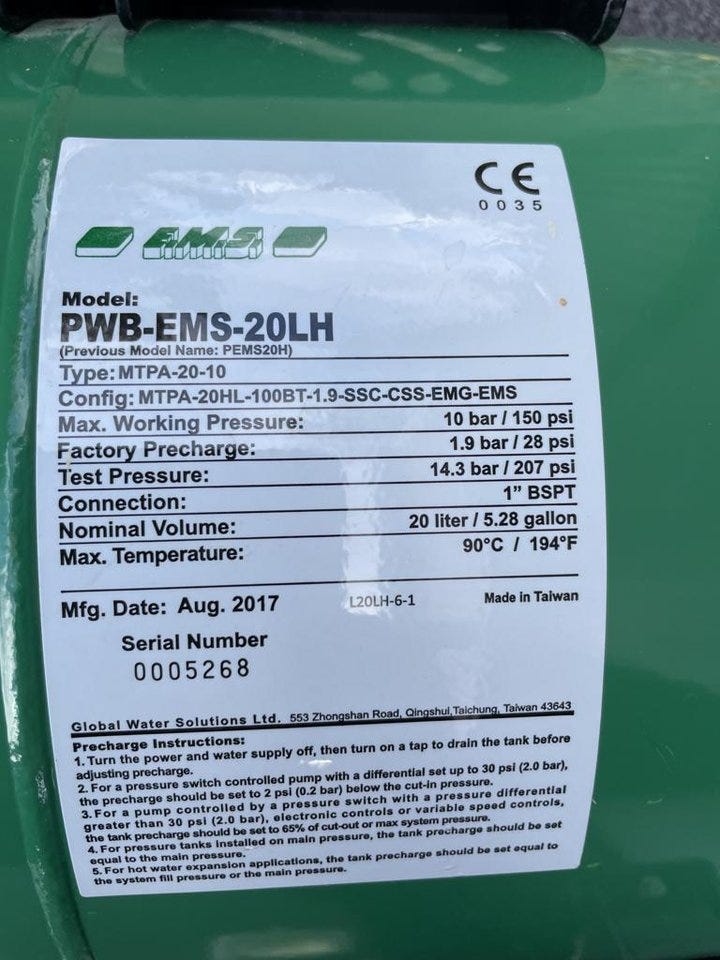 CE
0035
EMS
Model:
PWB-EMS-20LH
(Previous Model Name: PEMS20H)
Type: MTPA-20-10
Config: MTPA-20HL-100BT-1.9-SSC-CSS-EMG-EMS
Max. Working Pressure: 10 bar / 150 psi
Factory Precharge: 1.9 bar / 28 psi
Test Pressure: 14.3 bar / 207 psi
Connection: 1” BSPT
Nominal Volume: 20 liter / 5.28 gallon
Max. Temperature: 90°C / 194°F
Mfg. Date: Aug. 2017 L20LH-6-1 Made in Taiwan
Serial Number
0005268
Global Water Solutions Ltd. 553 Zhongshan Road, Qingshui,Taichung, Taiwan 43643
Precharge Instructions:
1. Turn the power and water supply off, then turn on a tap to drain the tank before
adjusting precharge.
2. For a pressure switch controlled pump with a differential set up to 30 psi (2.0 bar),
the precharge should be set to 2 psi (0.2 bar) below the cut-in pressure.
3. For a pump controlled by a pressure switch with a pressure differential
greater than 30 psi (2.0 bar), electronic controls or variable speed controls,
the tank precharge should be set to 65% of cut-out or max system pressure.
4. For pressure tanks installed on main pressure, the tank precharge should be set
equal to the main pressure.
5. For hot water expansion applications, the tank precharge should be set equal to
the system fill pressure or the main pressure.